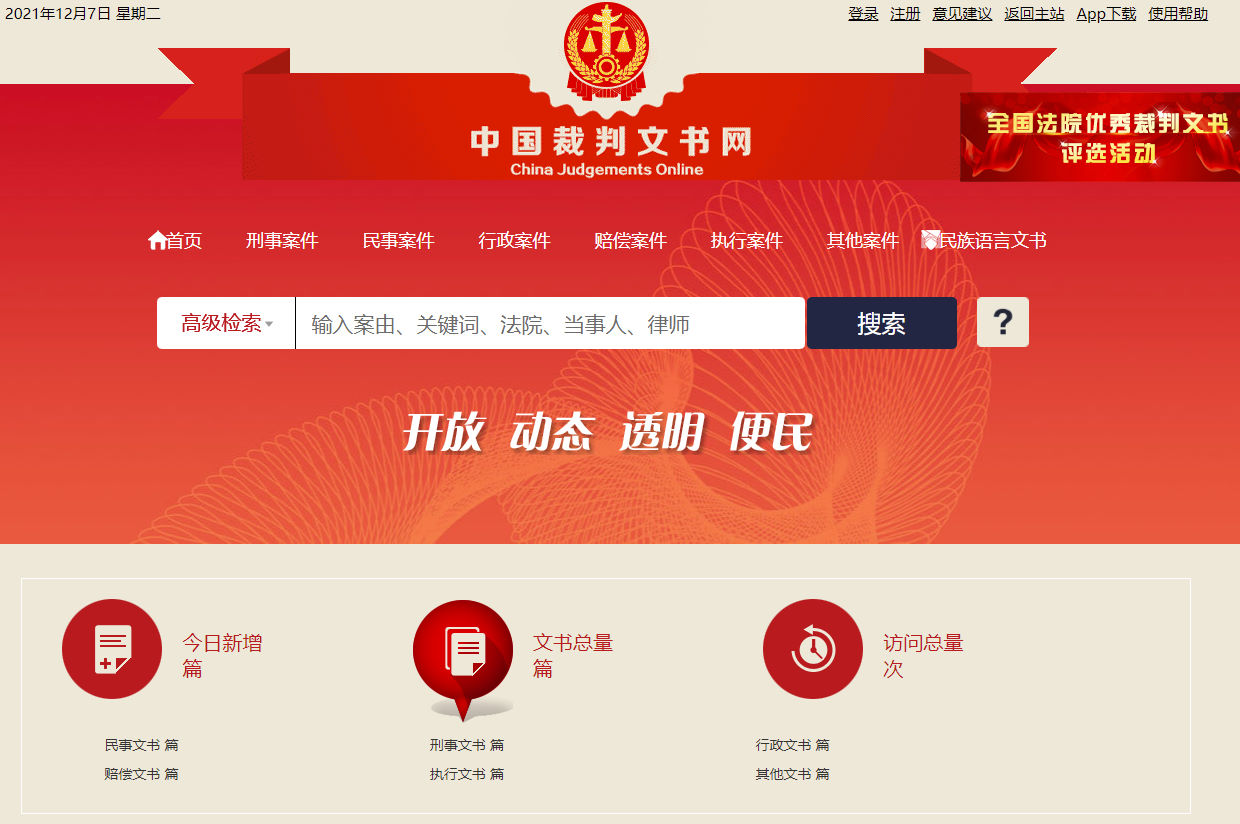 2021年12月7日 星期二
登录 注册 意见建议 返回主站 App下载 使用帮助
中国裁判文书网
China Judgements Online
全国法院优秀裁判文书
评选活动
首页 刑事案件 民事案件 行政案件 赔偿案件 执行案件 其他案件 民族语言文书
高级检索 输入案由、关键词、法院、当事人、律师 搜索 ?
开放 动态 透明 便民
今日新增
篇
文书总量
篇
访问总量
次
民事文书 篇 刑事文书 篇 行政文书 篇
赔偿文书 篇 执行文书 篇 其他文书 篇